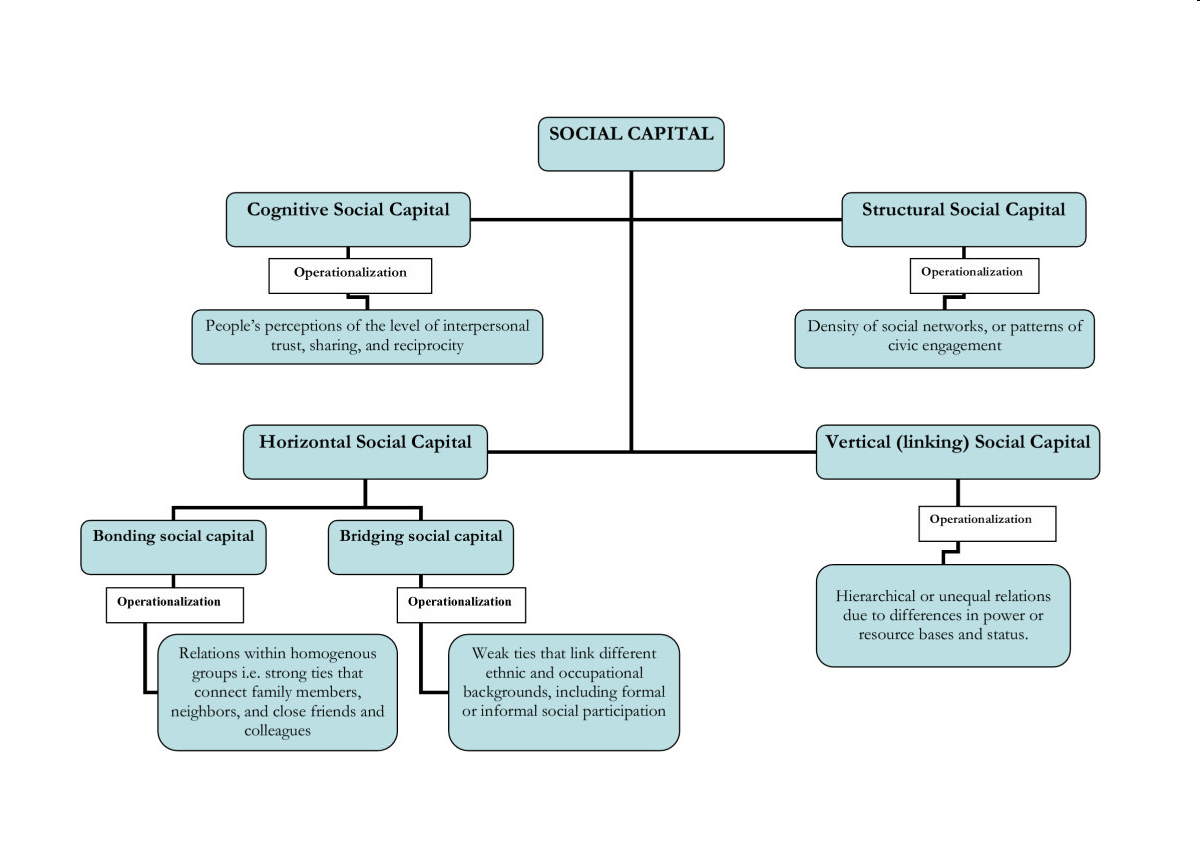 SOCIAL CAPITAL
Cognitive Social Capital
Structural Social Capital
Operationalization
Operationalization
People's perceptions of the level of interpersonal
trust, sharing, and reciprocity
Density of social networks, or patterns of
civic engagement
Horizontal Social Capital
Vertical (linking) Social Capital
Operationalization
Bonding social capital
Bridging social capital
Operationalization
Operationalization
Hierarchical or unequal relations
due to differences in power or
resource bases and status.
Relations within homogenous
groups i.e. strong ties that
connect family members,
neighbors, and close friends and
colleagues
Weak ties that link different
ethnic and occupational
backgrounds, including formal
or informal social participation